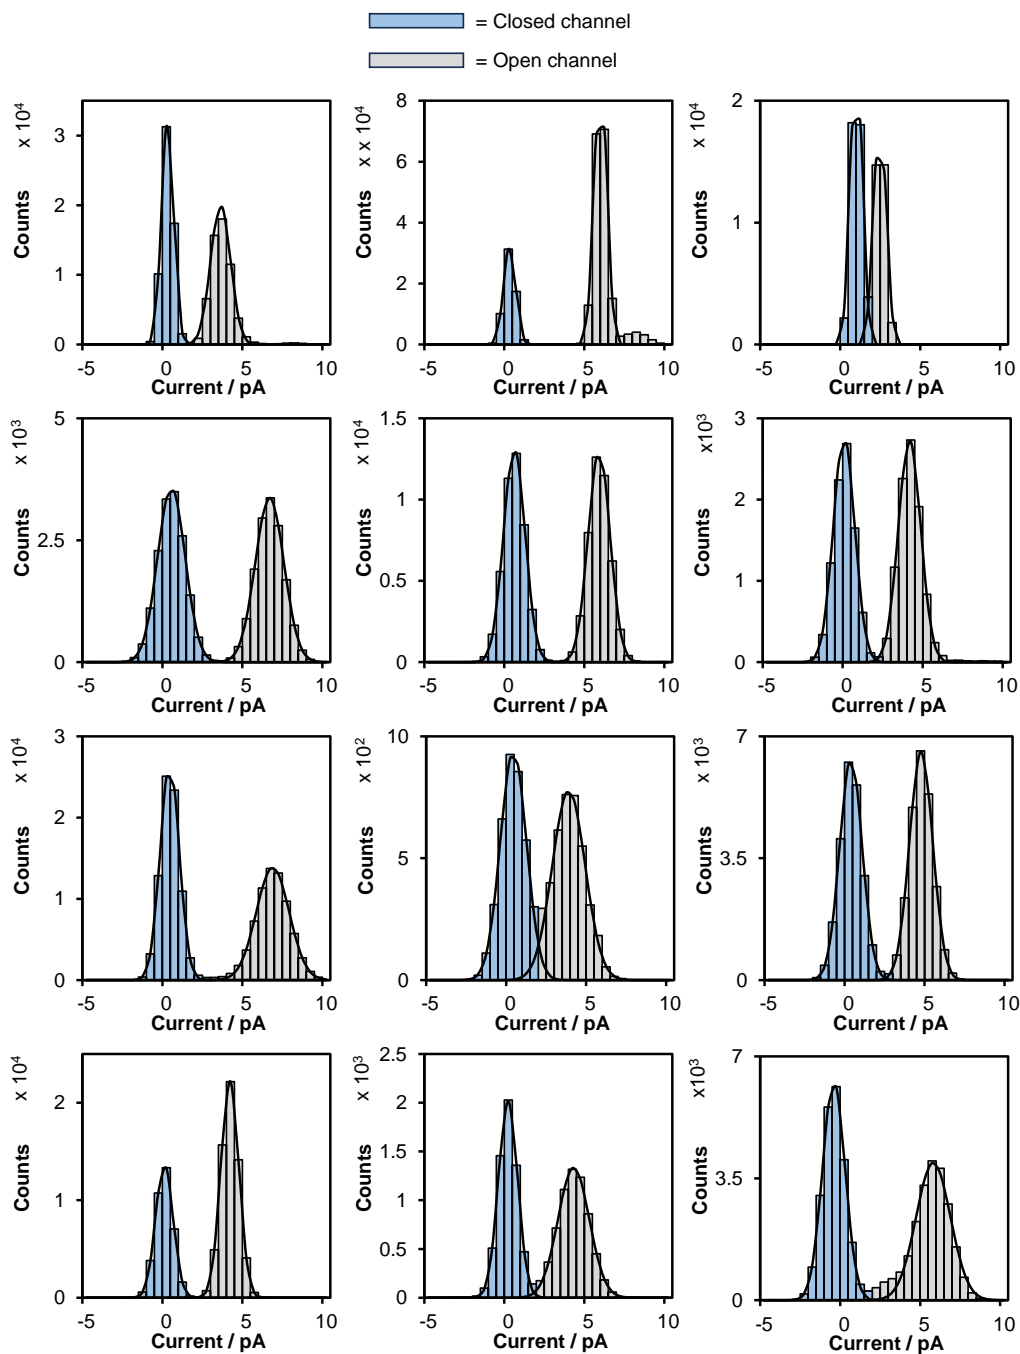 = Closed channel
= Open channel
x 10⁴
Counts
3
2
1
0
-5 0 5 10
Current / pA
x x 10⁴
Counts
8
6
4
2
0
-5 0 5 10
Current / pA
x 10⁴
Counts
2
1
0
-5 0 5 10
Current / pA
x 10³
Counts
5
2.5
0
-5 0 5 10
Current / pA
x 10⁴
Counts
1.5
1
0.5
0
-5 0 5 10
Current / pA
x10³
Counts
3
2
1
0
-5 0 5 10
Current / pA
x 10⁴
Counts
3
2
1
0
-5 0 5 10
Current / pA
x 10²
Counts
10
5
0
-5 0 5 10
Current / pA
x 10³
Counts
7
3.5
0
-5 0 5 10
Current / pA
x 10⁴
Counts
2
1
0
-5 0 5 10
Current / pA
x 10³
Counts
2.5
2
1.5
1
0.5
0
-5 0 5 10
Current / pA
x10³
Counts
7
3.5
0
-5 0 5 10
Current / pA